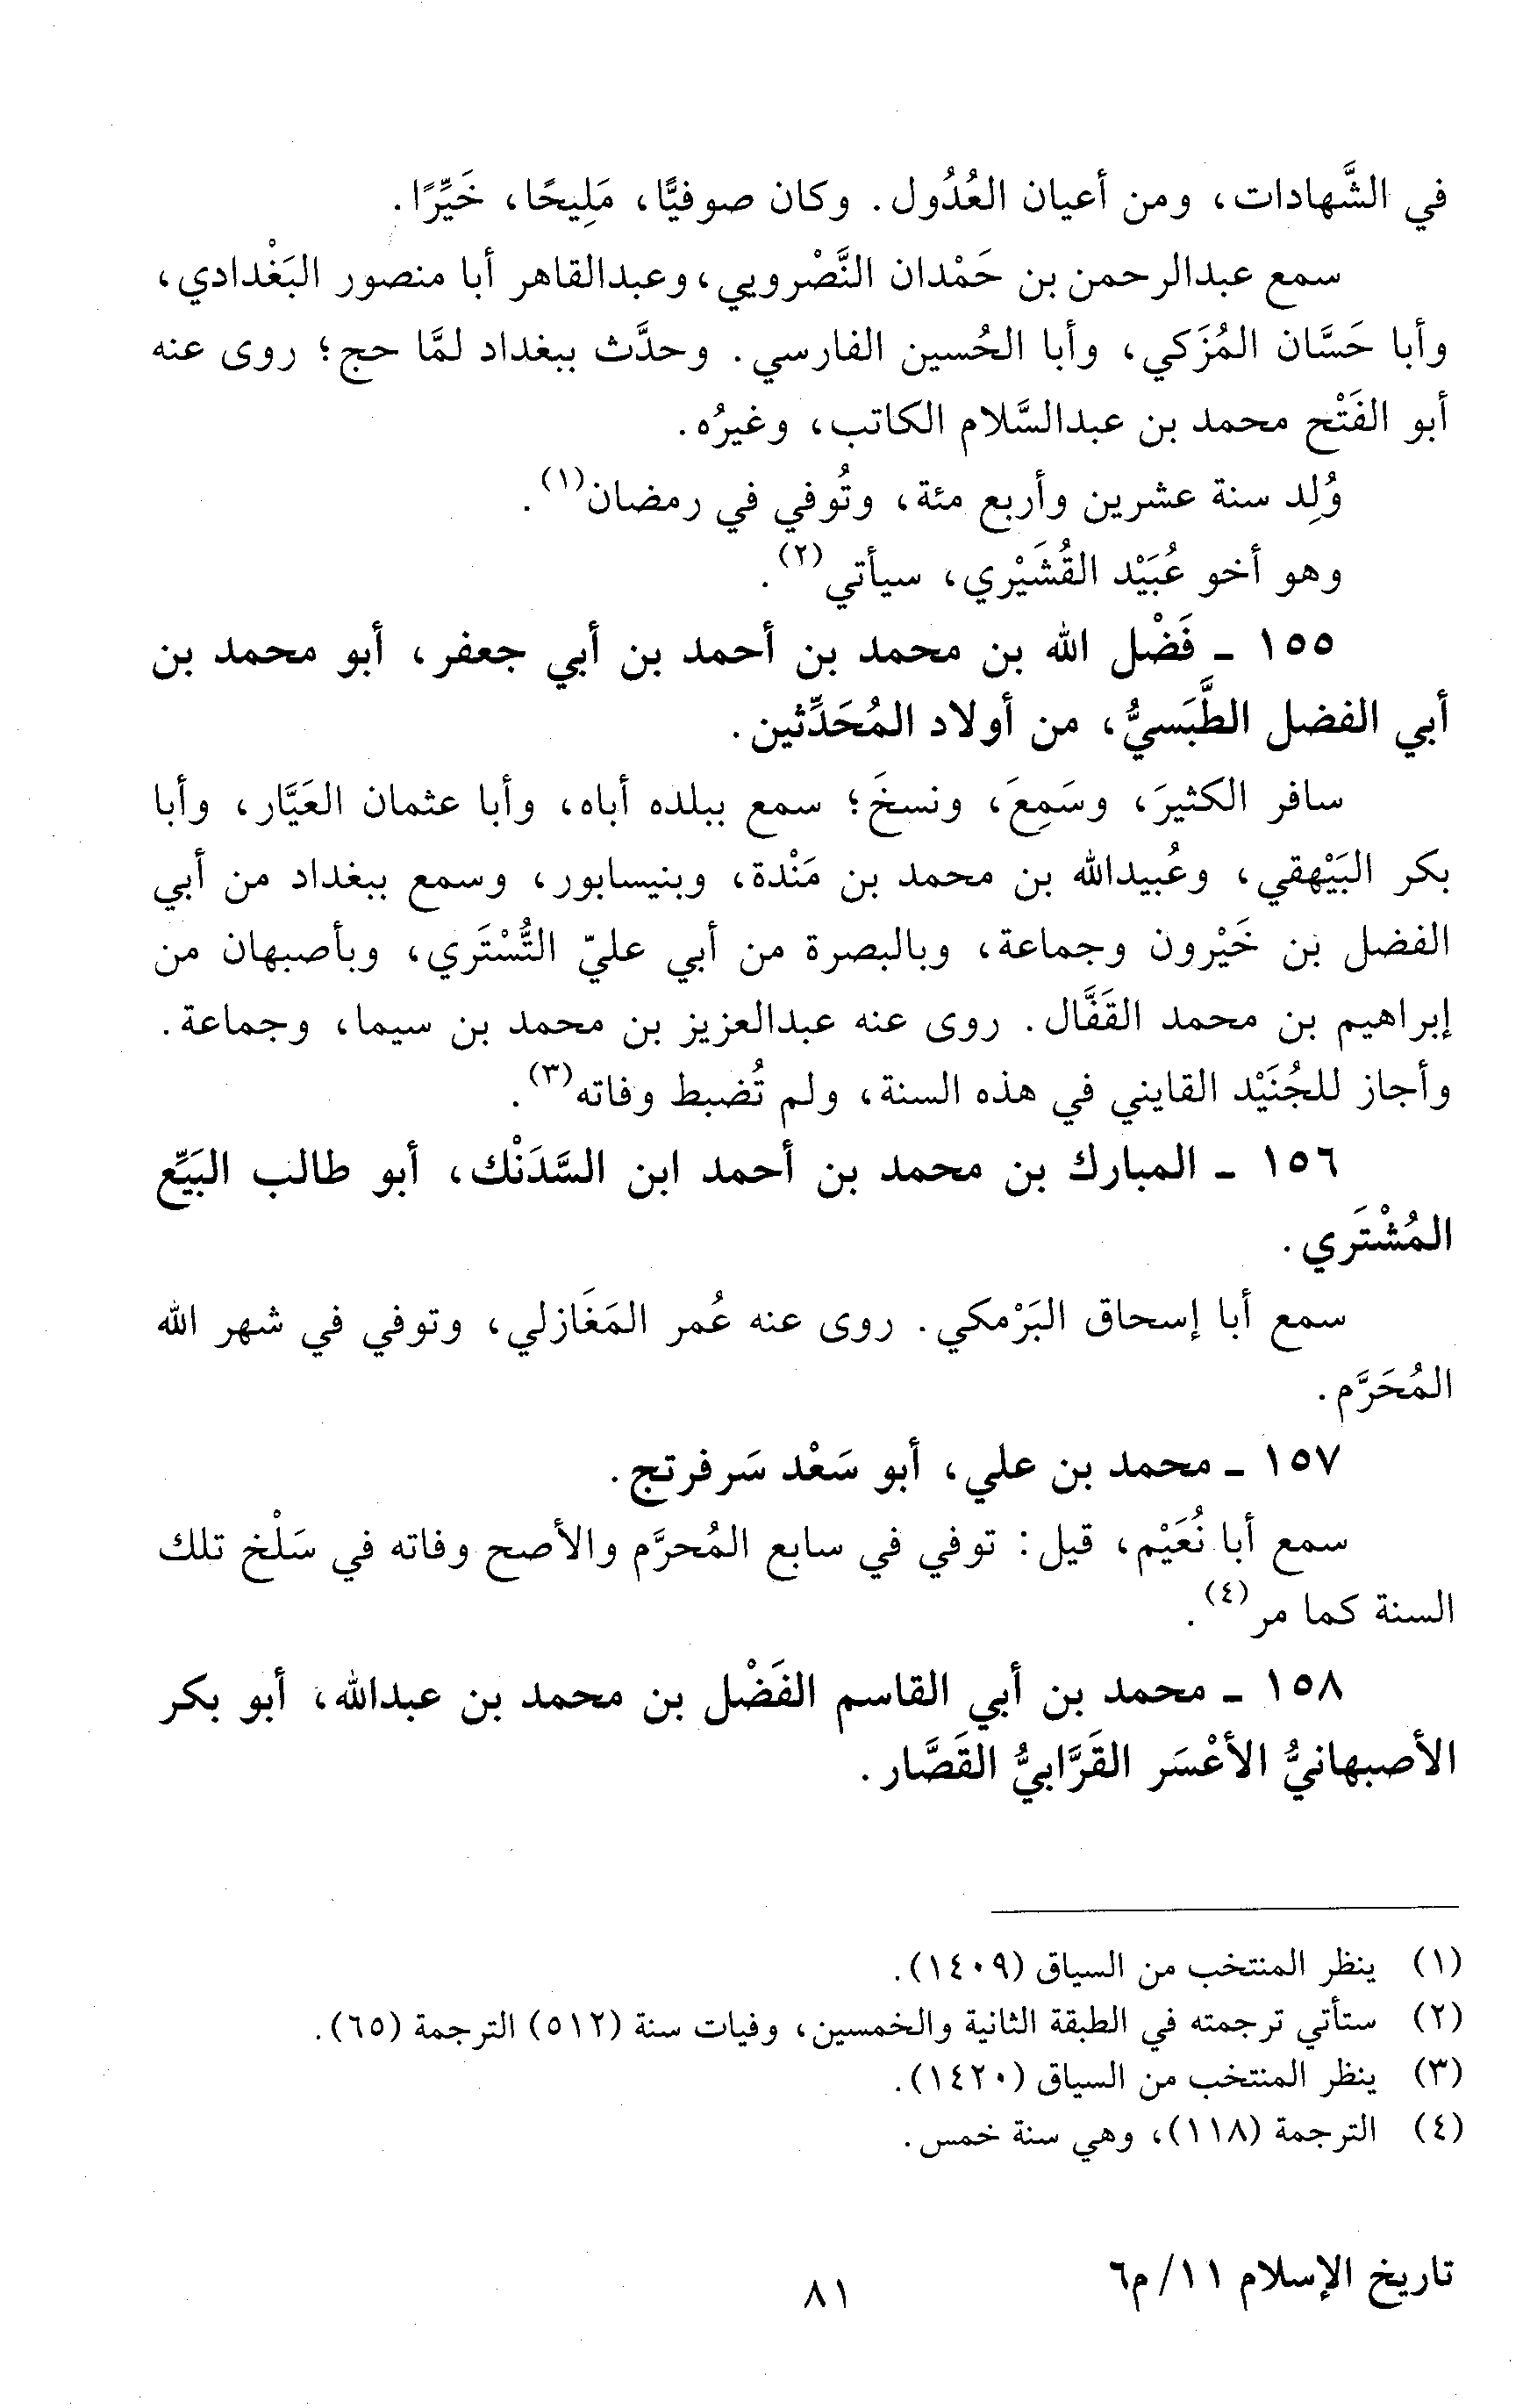 في الشَّهادات، ومن أعيان العُدُول. وكان صوفيًّا، مَلِيحًا، خَيِّرًا.
سمع عبدالرحمن بن حَمْدان النَّصْرويي، وعبدالقاهر أبا منصور البَغْدادي،
وأبا حَسَّان المُزَكي، وأبا الحُسين الفارسي. وحدَّث ببغداد لمَّا حج؛ روى عنه
أبو الفَتْح محمد بن عبدالسَّلام الكاتب، وغيرُه.
وُلِد سنة عشرين وأربع مئة، وتُوفي في رمضان(١).
وهو أخو عُبَيْد القُشَيْري، سيأتي(٢).
١٥٥ - فَضْل الله بن محمد بن أحمد بن أبي جعفر، أبو محمد بن
أبي الفضل الطَّبَسيُّ، من أولاد المُحَدِّثين.
سافر الكثيرَ، وسَمِعَ، ونسخَ؛ سمع ببلده أباه، وأبا عثمان العَيَّار، وأبا
بكر البَيْهقي، وعُبيدالله بن محمد بن مَنْدة، وبنيسابور، وسمع ببغداد من أبي
الفضل بن خَيْرون وجماعة، وبالبصرة من أبي عليّ التُّسْتَري، وبأصبهان من
إبراهيم بن محمد القَفَّال. روى عنه عبدالعزيز بن محمد بن سيما، وجماعة.
وأجاز للجُنَيْد القايني في هذه السنة، ولم تُضبط وفاته(٣).
١٥٦ - المبارك بن محمد بن أحمد ابن السَّدَنْك، أبو طالب البَيِّع
المُشْتَري.
سمع أبا إسحاق البَرْمكي. روى عنه عُمر المَغَازلي، وتوفي في شهر الله
المُحَرَّم.
١٥٧ - محمد بن علي، أبو سَعْد سَرفرتج.
سمع أبا نُعَيْم، قيل: توفي في سابع المُحرَّم والأصح وفاته في سَلْخ تلك
السنة كما مر(٤).
١٥٨ - محمد بن أبي القاسم الفَضْل بن محمد بن عبدالله، أبو بكر
الأصبهانيُّ الأعْسَر القَرَّابيُّ القَصَّار.
(١) ينظر المنتخب من السياق (١٤٠٩).
(٢) ستأتي ترجمته في الطبقة الثانية والخمسين، وفيات سنة (٥١٢) الترجمة (٦٥).
(٣) ينظر المنتخب من السياق (١٤٢٠).
(٤) الترجمة (١١٨)، وهي سنة خمس.
تاريخ الإسلام ١١/ م٦
٨١